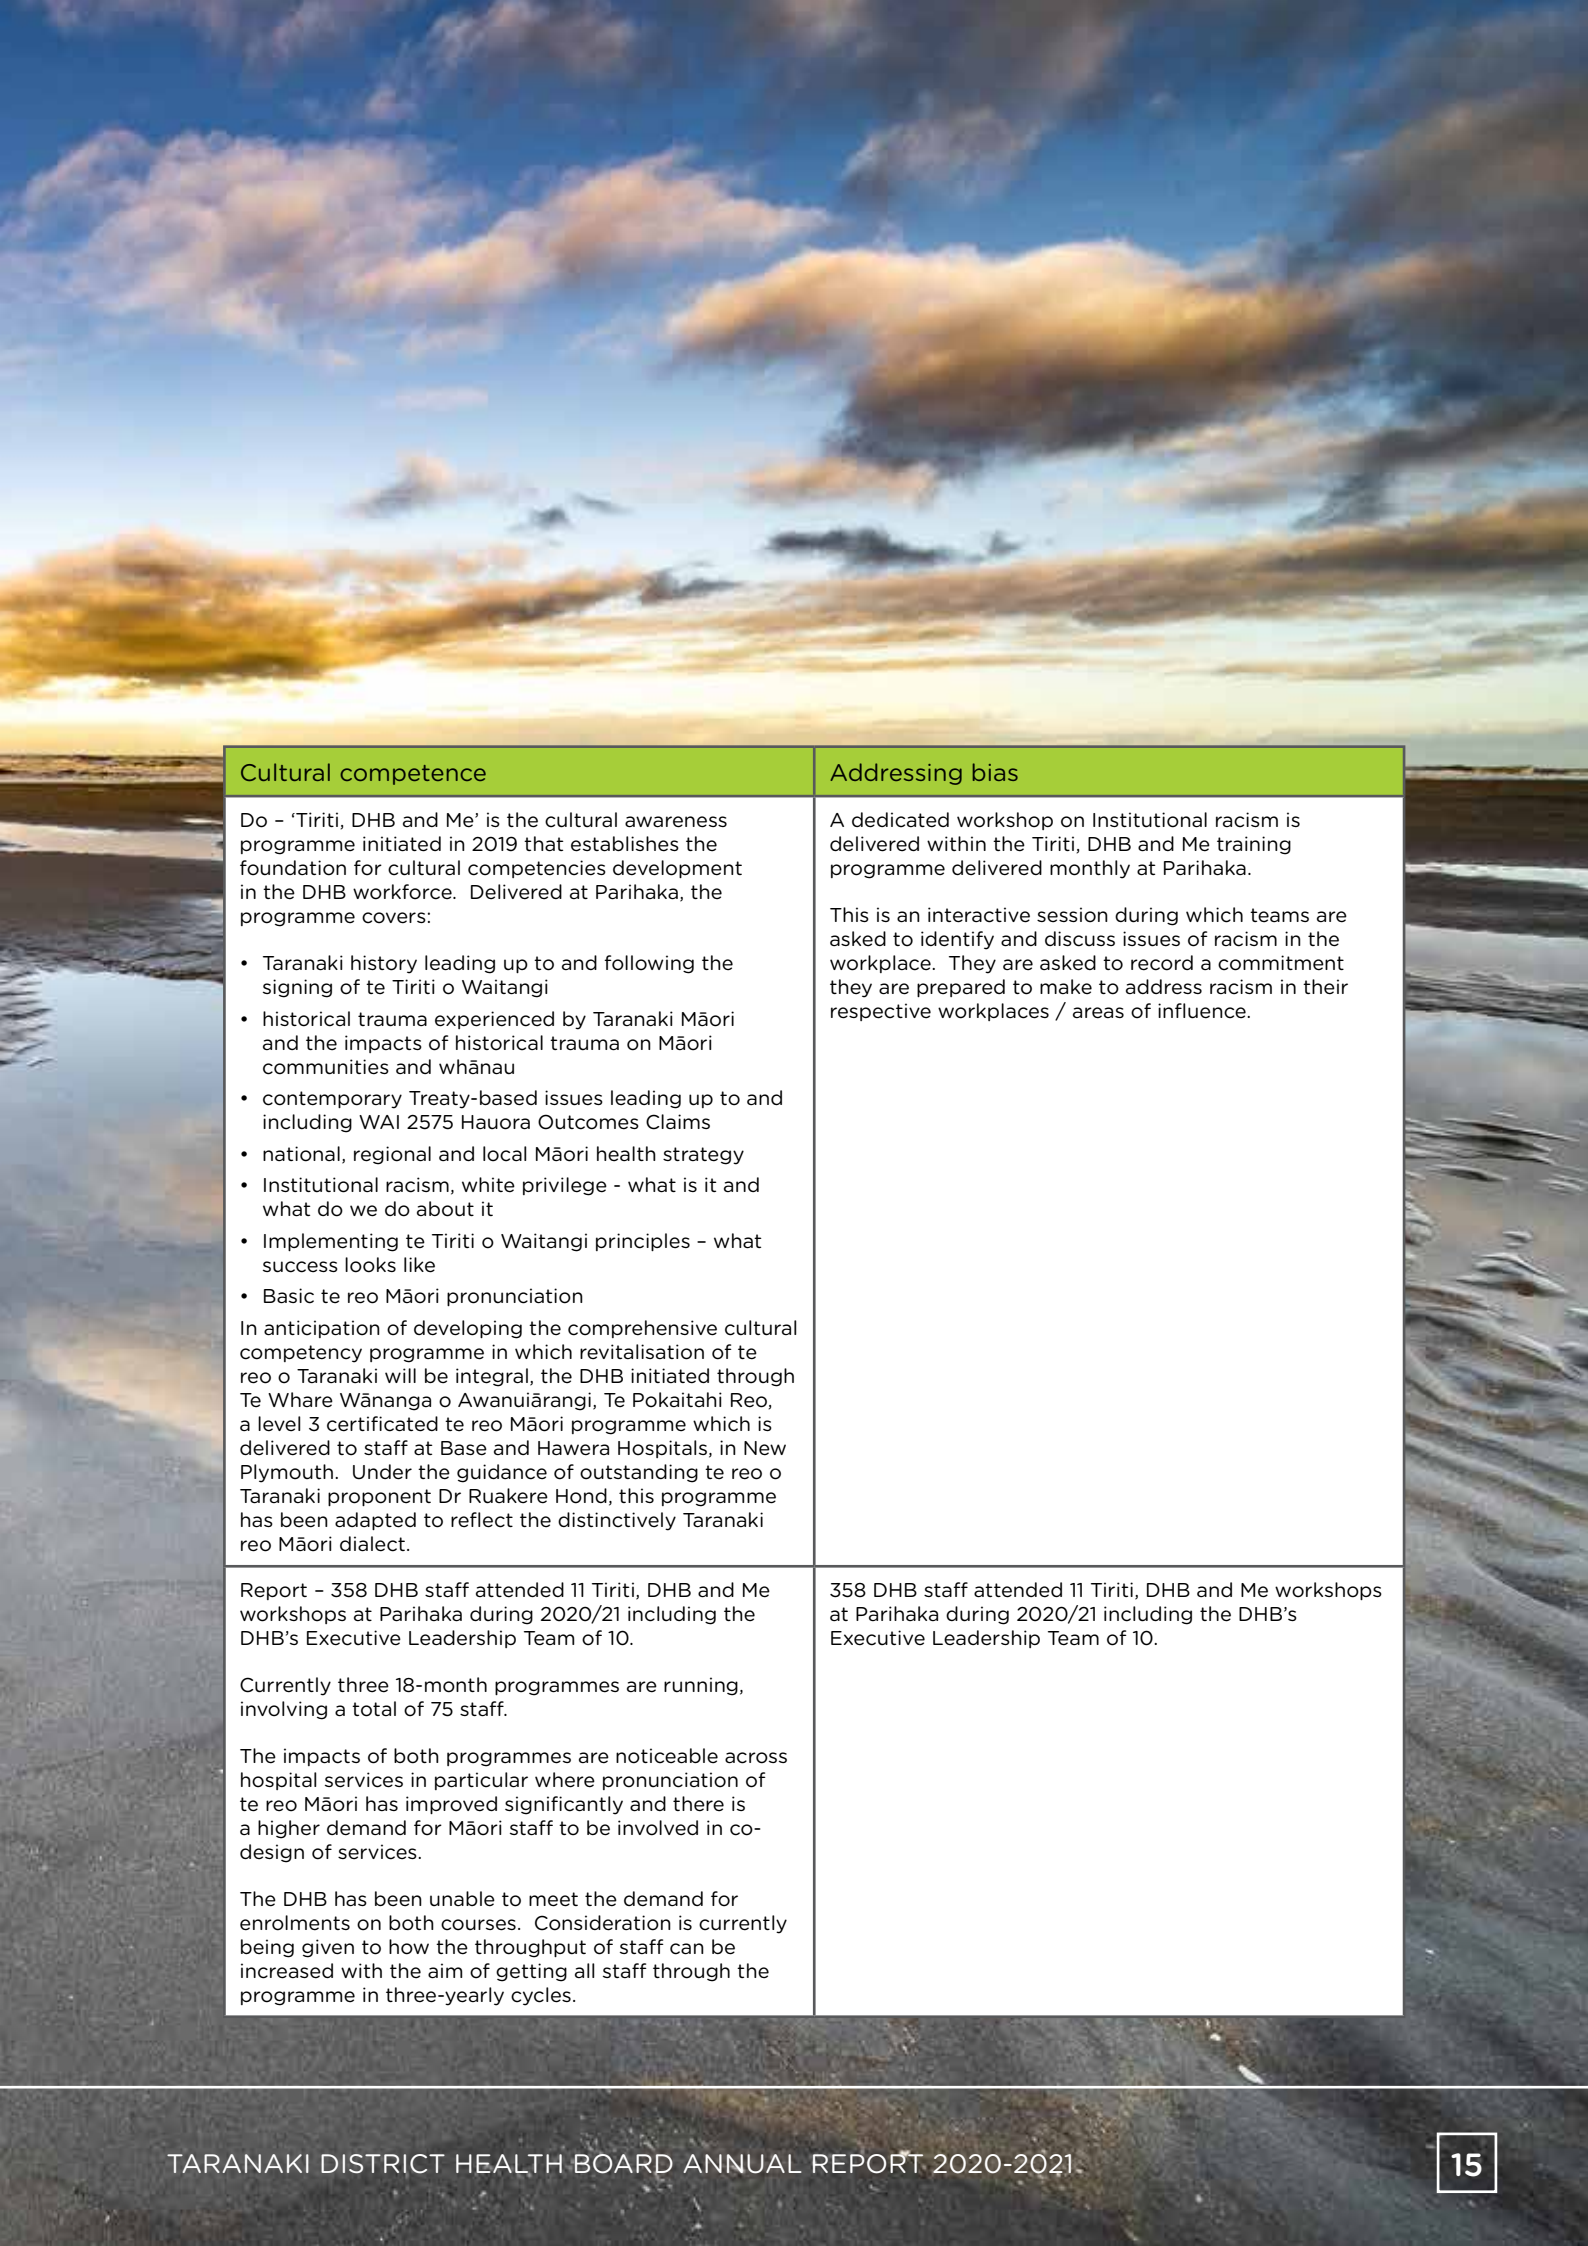 Cultural competence
Addressing bias
Do – ‘Tiriti, DHB and Me’ is the cultural awareness
programme initiated in 2019 that establishes the
foundation for cultural competencies development
in the DHB workforce.  Delivered at Parihaka, the
programme covers:
• Taranaki history leading up to and following the
signing of te Tiriti o Waitangi
• historical trauma experienced by Taranaki Māori
and the impacts of historical trauma on Māori
communities and whānau
• contemporary Treaty-based issues leading up to and
including WAI 2575 Hauora Outcomes Claims
• national, regional and local Māori health strategy
• Institutional racism, white privilege - what is it and
what do we do about it
• Implementing te Tiriti o Waitangi principles – what
success looks like
• Basic te reo Māori pronunciation
In anticipation of developing the comprehensive cultural
competency programme in which revitalisation of te
reo o Taranaki will be integral, the DHB initiated through
Te Whare Wānanga o Awanuiārangi, Te Pokaitahi Reo,
a level 3 certificated te reo Māori programme which is
delivered to staff at Base and Hawera Hospitals, in New
Plymouth.  Under the guidance of outstanding te reo o
Taranaki proponent Dr Ruakere Hond, this programme
has been adapted to reflect the distinctively Taranaki
reo Māori dialect.
A dedicated workshop on Institutional racism is
delivered within the Tiriti, DHB and Me training
programme delivered monthly at Parihaka.
This is an interactive session during which teams are
asked to identify and discuss issues of racism in the
workplace.  They are asked to record a commitment
they are prepared to make to address racism in their
respective workplaces / areas of influence.
Report – 358 DHB staff attended 11 Tiriti, DHB and Me
workshops at Parihaka during 2020/21 including the
DHB’s Executive Leadership Team of 10.
Currently three 18-month programmes are running,
involving a total of 75 staff.
The impacts of both programmes are noticeable across
hospital services in particular where pronunciation of
te reo Māori has improved significantly and there is
a higher demand for Māori staff to be involved in co-
design of services.
The DHB has been unable to meet the demand for
enrolments on both courses.  Consideration is currently
being given to how the throughput of staff can be
increased with the aim of getting all staff through the
programme in three-yearly cycles.
358 DHB staff attended 11 Tiriti, DHB and Me workshops
at Parihaka during 2020/21 including the DHB’s
Executive Leadership Team of 10.
TARANAKI DISTRICT HEALTH BOARD ANNUAL REPORT 2020-2021
15